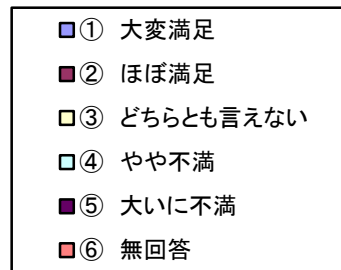 ① 大変満足
② ほぼ満足
③ どちらとも言えない
④ やや不満
⑤ 大いに不満
⑥ 無回答